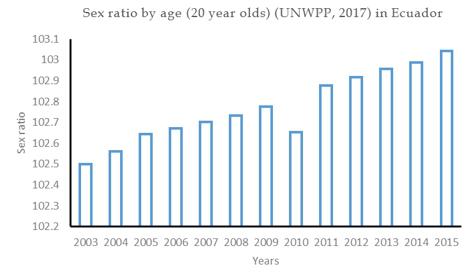 Sex ratio by age (20 year olds) (UNWPP, 2017) in Ecuador
103.1
103
102.9
102.8
102.7
102.6
102.5
102.4
102.3
102.2
Sex ratio
2003 2004 2005 2006 2007 2008 2009 2010 2011 2012 2013 2014 2015
Years